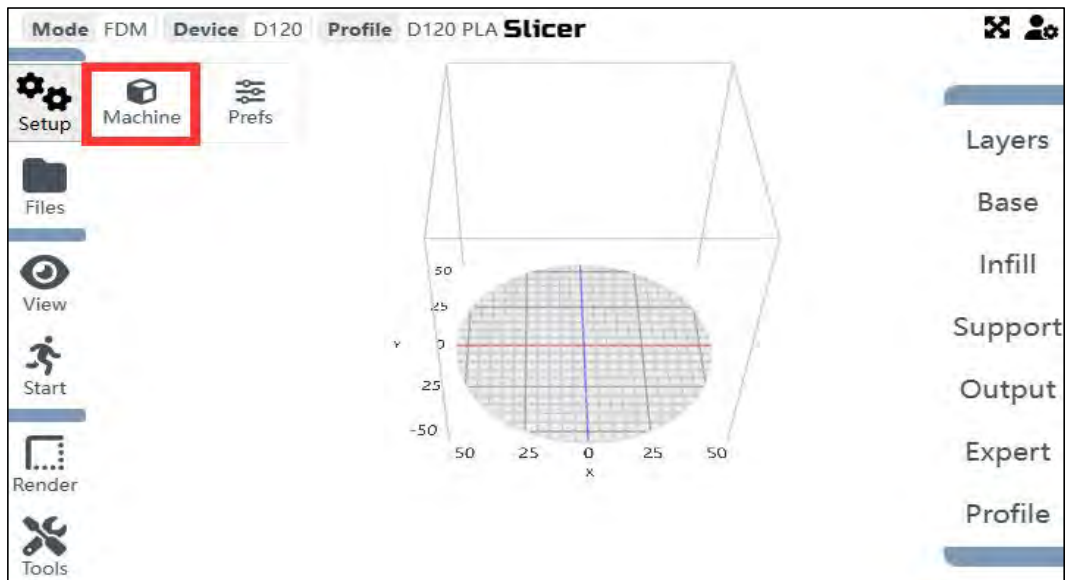 Mode FDM Device D120 Profile D120 PLA Slicer
Setup
Machine
Prefs
Files
View
Start
Render
Tools
50
25
Y 0
25
-50
50 25 0 25 50
X
Layers
Base
Infill
Support
Output
Expert
Profile